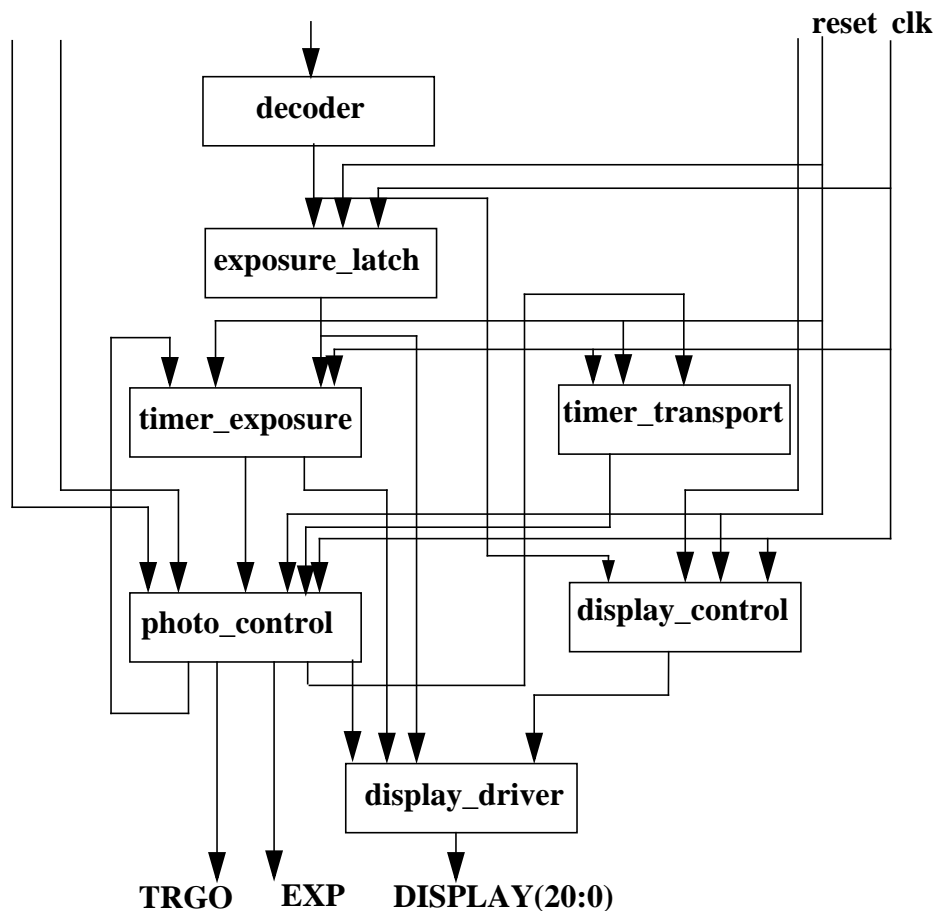 reset clk
decoder
exposure_latch
timer_exposure
timer_transport
photo_control
display_control
display_driver
TRGO EXP DISPLAY(20:0)